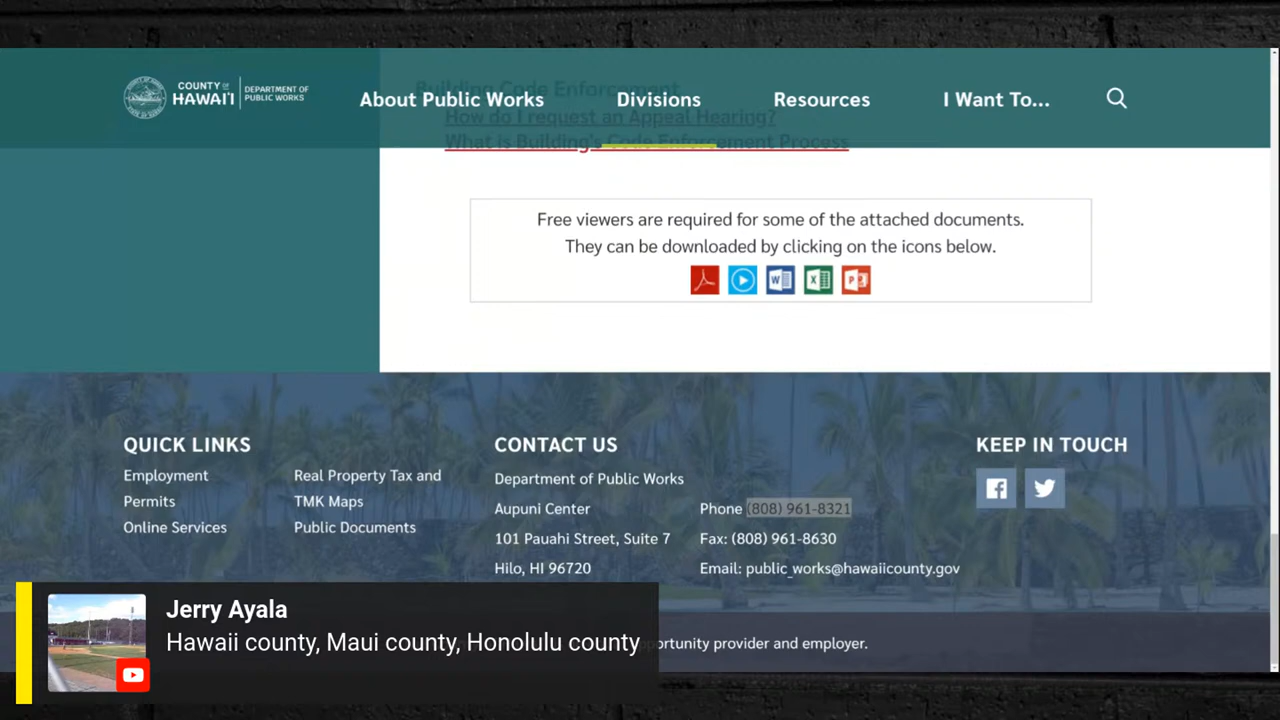 COUNTY OF
HAWAI'I
DEPARTMENT OF
PUBLIC WORKS
About Public Works
Divisions
Resources
I Want To...
Building Code Enforcement
How do I request an Appeal Hearing?
What is Building's Code Enforcement Process
Free viewers are required for some of the attached documents.
They can be downloaded by clicking on the icons below.
QUICK LINKS
Employment
Permits
Online Services
Real Property Tax and
TMK Maps
Public Documents
CONTACT US
Department of Public Works
Aupuni Center
101 Pauahi Street, Suite 7
Hilo, HI 96720
Phone (808) 961-8321
Fax: (808) 961-8630
Email: public_works@hawaiicounty.gov
KEEP IN TOUCH
Jerry Ayala
Hawaii county, Maui county, Honolulu county
opportunity provider and employer.